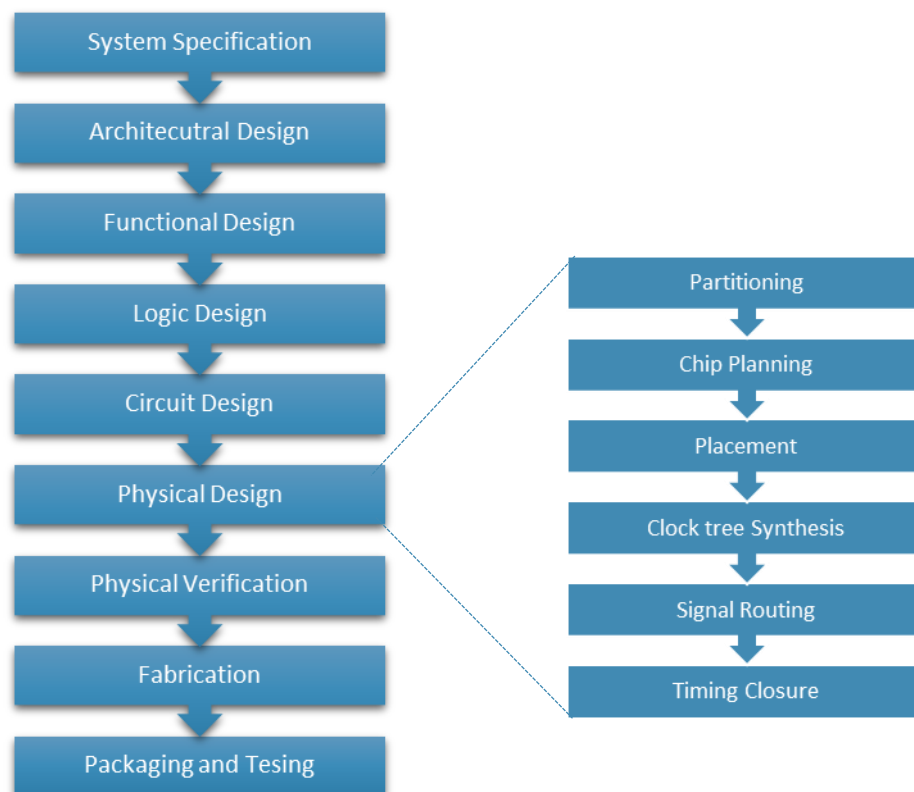 System Specification
Architecutral Design
Functional Design
Logic Design
Circuit Design
Physical Design
Physical Verification
Fabrication
Packaging and Tesing
Partitioning
Chip Planning
Placement
Clock tree Synthesis
Signal Routing
Timing Closure